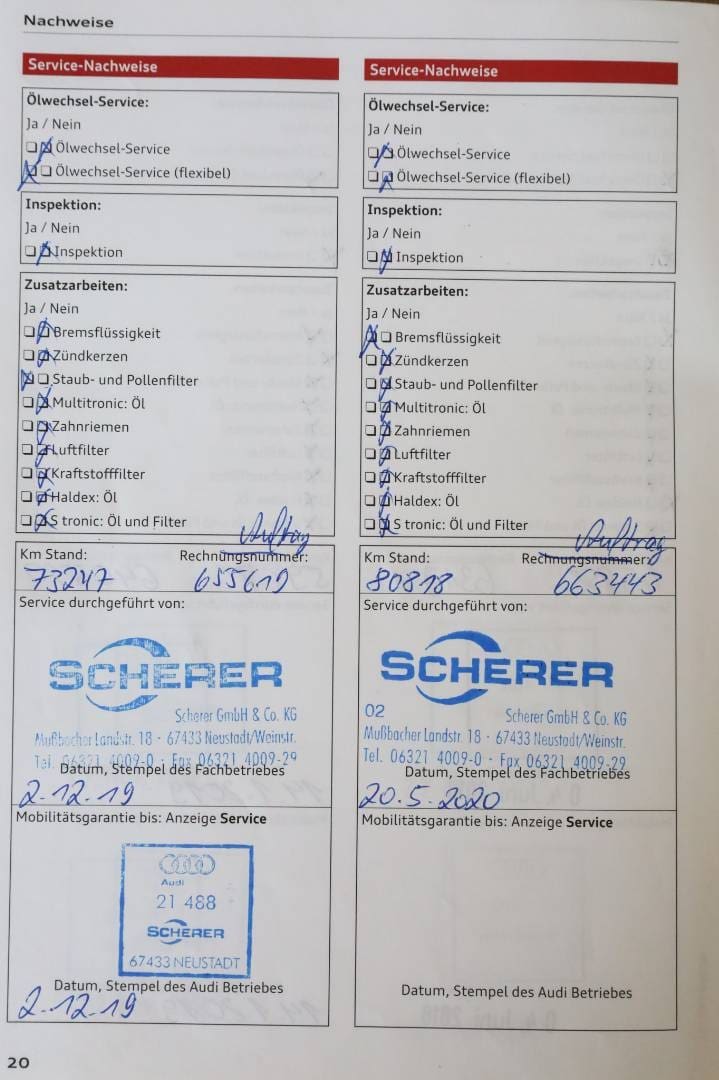 Nachweise
Service-Nachweise
Ölwechsel-Service:
Ja / Nein
Ölwechsel-Service
Ölwechsel-Service (flexibel)
Inspektion:
Ja / Nein
Inspektion
Zusatzarbeiten:
Ja / Nein
Bremsflüssigkeit
Zündkerzen
Staub- und Pollenfilter
Multitronic: Öl
Zahnriemen
Luftfilter
Kraftstofffilter
Haldex: Öl
S tronic: Öl und Filter
Auftrag
Km Stand: Rechnungsnummer:
73247 655619
Service durchgeführt von:
SCHERER
Scherer GmbH & Co. KG
Mußbacher Landstr. 18 · 67433 Neustadt/Weinstr.
Tel. 06321 4009-0 · Fax 06321 4009-29
Datum, Stempel des Fachbetriebes
2.12.19
Mobilitätsgarantie bis: Anzeige Service
Audi
21 488
SCHERER
67433 NEUSTADT
Datum, Stempel des Audi Betriebes
2.12.19
Service-Nachweise
Ölwechsel-Service:
Ja / Nein
Ölwechsel-Service
Ölwechsel-Service (flexibel)
Inspektion:
Ja / Nein
Inspektion
Zusatzarbeiten:
Ja / Nein
Bremsflüssigkeit
Zündkerzen
Staub- und Pollenfilter
Multitronic: Öl
Zahnriemen
Luftfilter
Kraftstofffilter
Haldex: Öl
S tronic: Öl und Filter
Auftrag
Km Stand: Rechnungsnummer:
80818 663443
Service durchgeführt von:
SCHERER
02 Scherer GmbH & Co. KG
Mußbacher Landstr. 18 · 67433 Neustadt/Weinstr.
Tel. 06321 4009-0 · Fax 06321 4009-29
Datum, Stempel des Fachbetriebes
20.5.2020
Mobilitätsgarantie bis: Anzeige Service
Datum, Stempel des Audi Betriebes
20